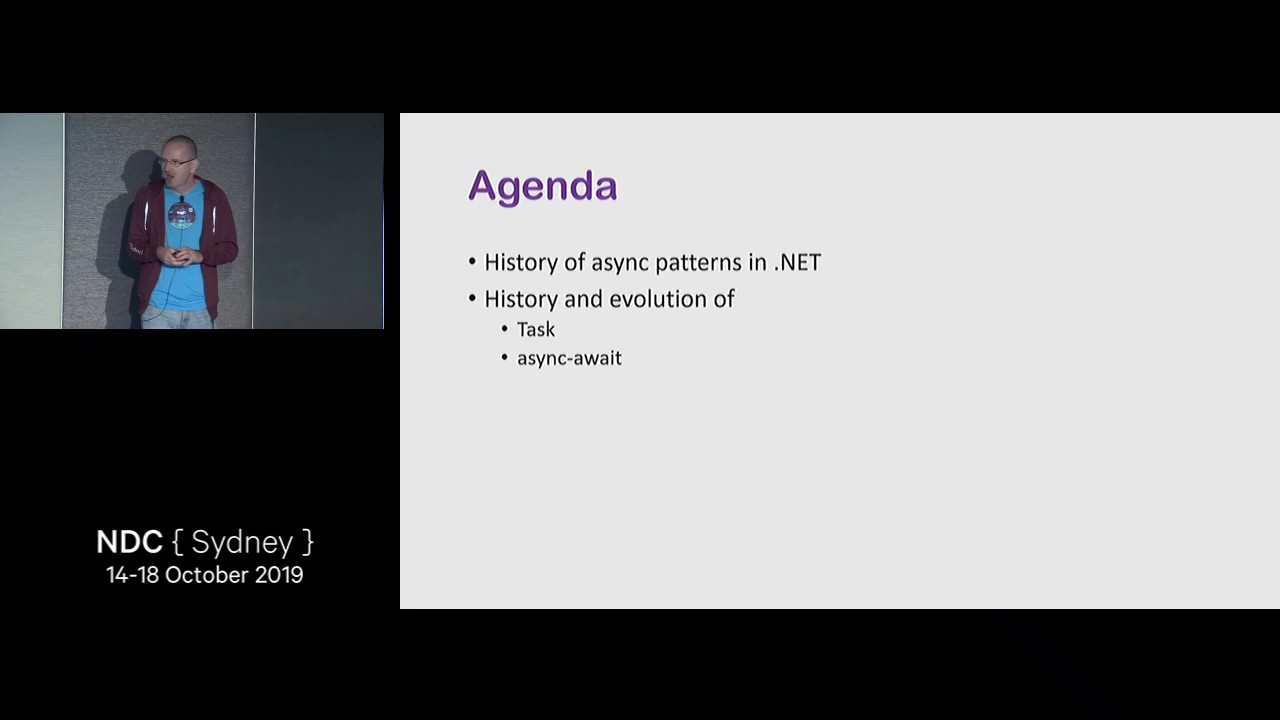 Agenda
• History of async patterns in .NET
• History and evolution of
• Task
• async-await
NDC { Sydney }
14-18 October 2019